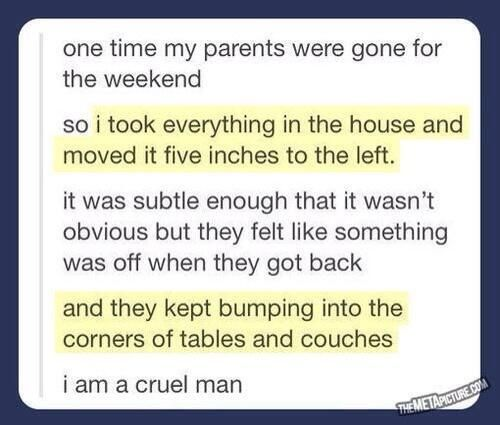 one time my parents were gone for
the weekend
so i took everything in the house and
moved it five inches to the left.
it was subtle enough that it wasn't
obvious but they felt like something
was off when they got back
and they kept bumping into the
corners of tables and couches
i am a cruel man
THEMETAPICTURE.COM